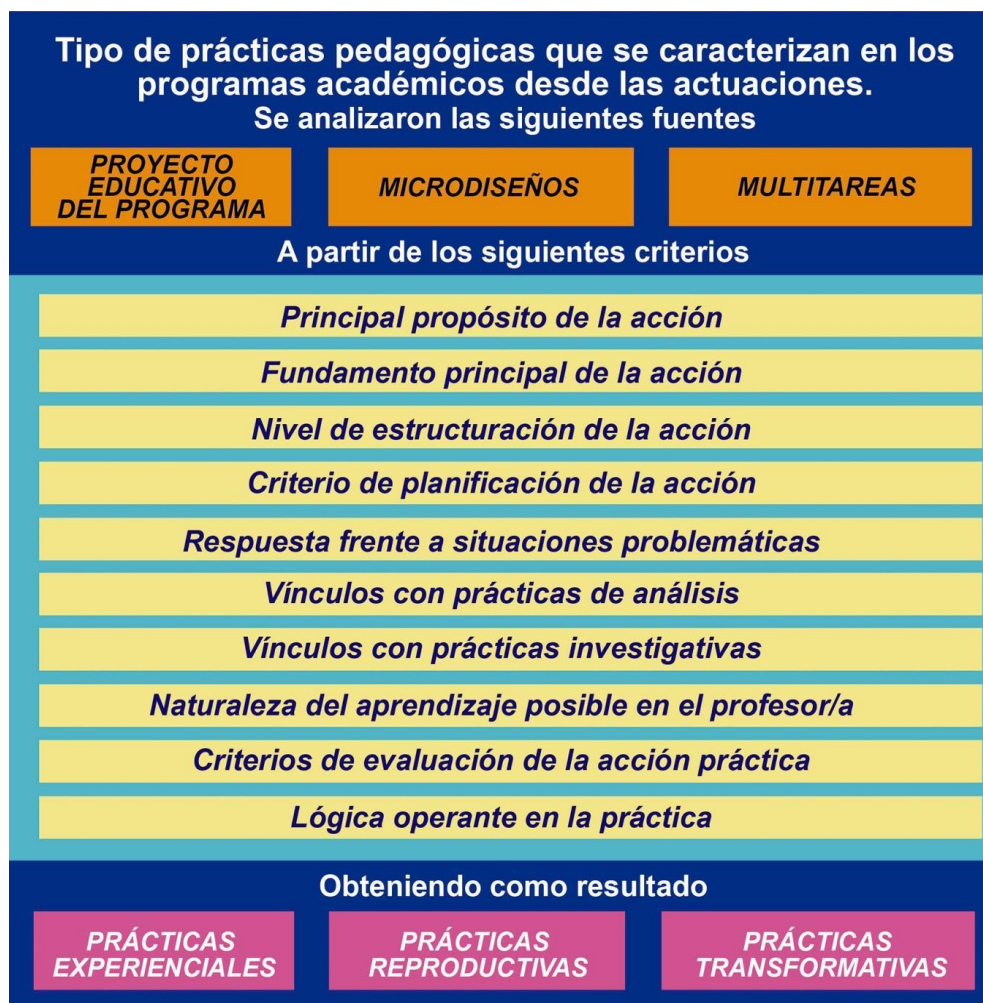 Tipo de prácticas pedagógicas que se caracterizan en los
programas académicos desde las actuaciones.
Se analizaron las siguientes fuentes
PROYECTO
EDUCATIVO
DEL PROGRAMA
MICRODISEÑOS
MULTITAREAS
A partir de los siguientes criterios
Principal propósito de la acción
Fundamento principal de la acción
Nivel de estructuración de la acción
Criterio de planificación de la acción
Respuesta frente a situaciones problemáticas
Vínculos con prácticas de análisis
Vínculos con prácticas investigativas
Naturaleza del aprendizaje posible en el profesor/a
Criterios de evaluación de la acción práctica
Lógica operante en la práctica
Obteniendo como resultado
PRÁCTICAS
EXPERIENCIALES
PRÁCTICAS
REPRODUCTIVAS
PRÁCTICAS
TRANSFORMATIVAS